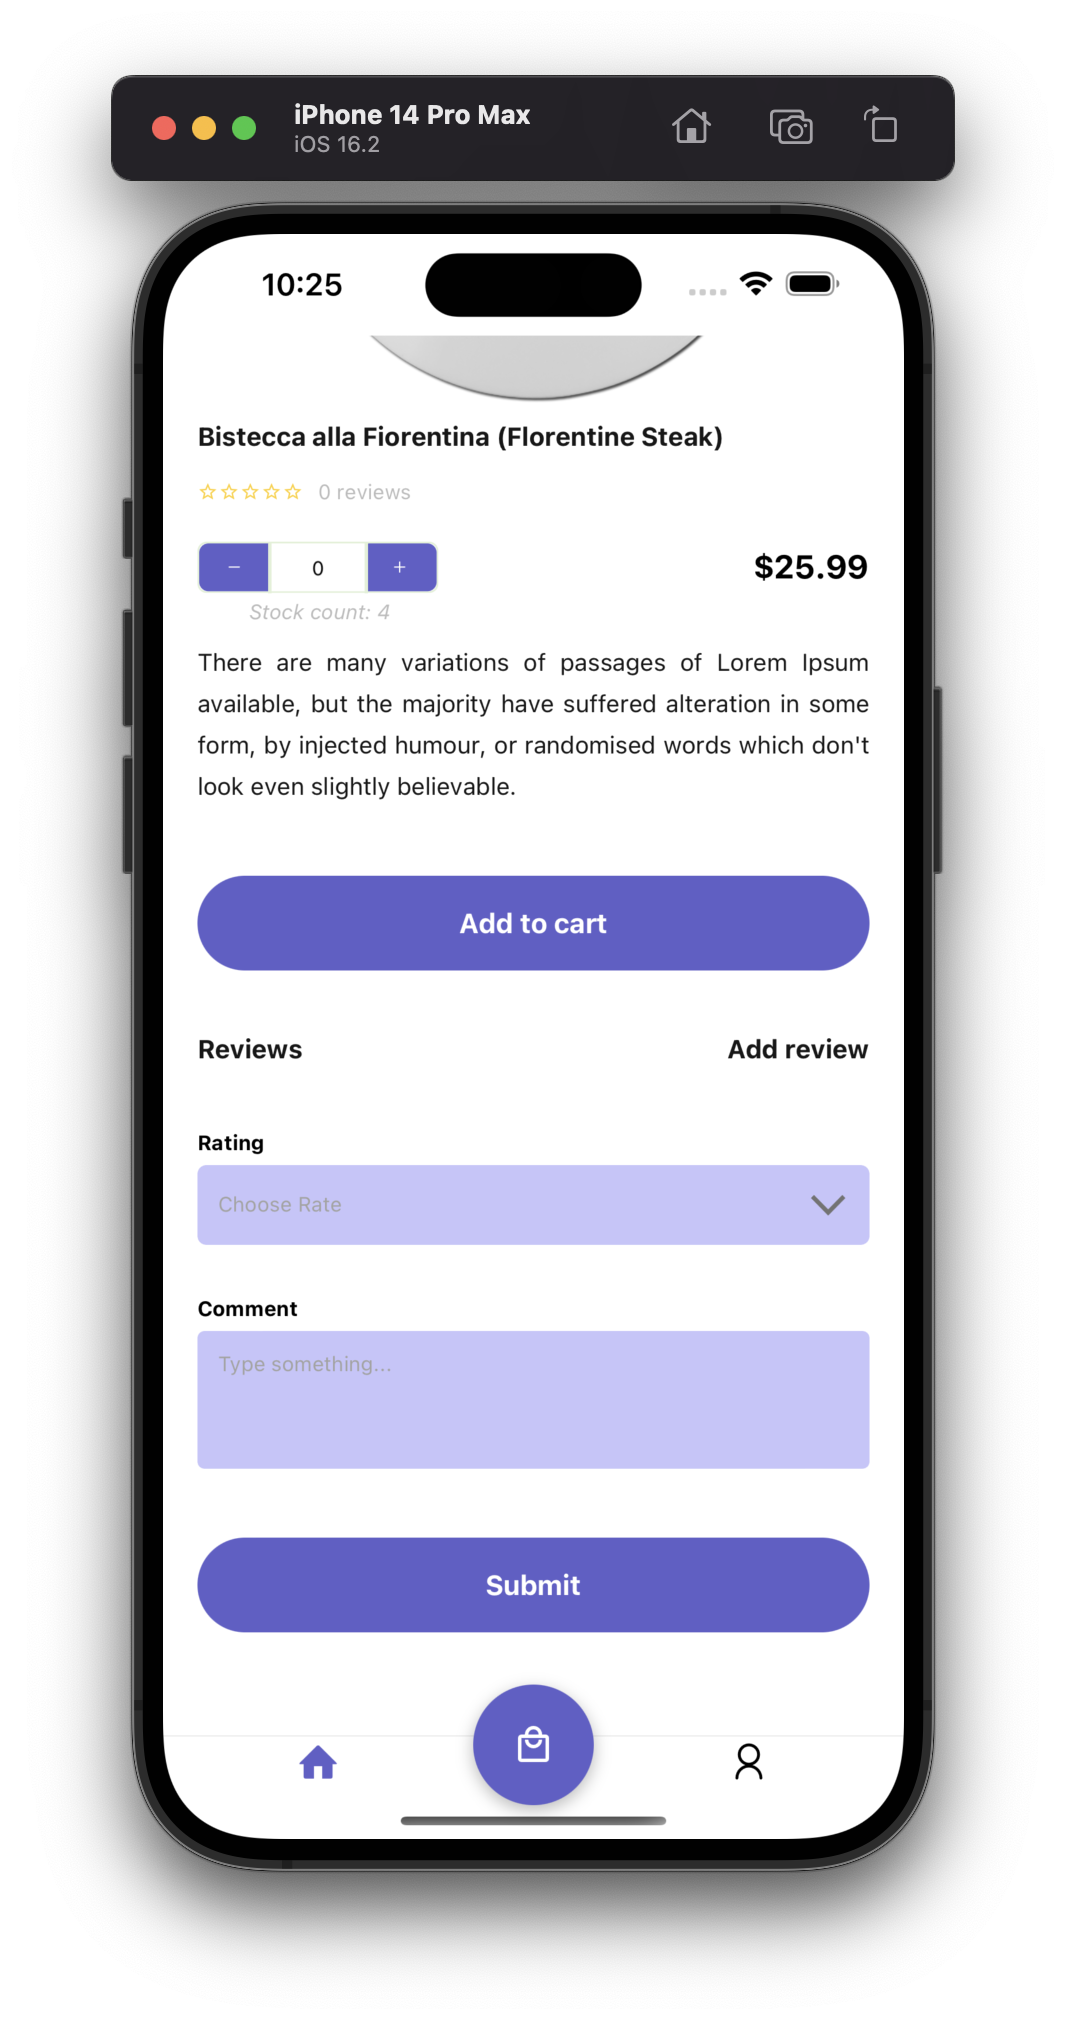 iPhone 14 Pro Max
iOS 16.2
10:25
Bistecca alla Fiorentina (Florentine Steak)
0 reviews
− 0 + $25.99
Stock count: 4
There are many variations of passages of Lorem Ipsum
available, but the majority have suffered alteration in some
form, by injected humour, or randomised words which don't
look even slightly believable.
Add to cart
Reviews Add review
Rating
Choose Rate
Comment
Type something...
Submit